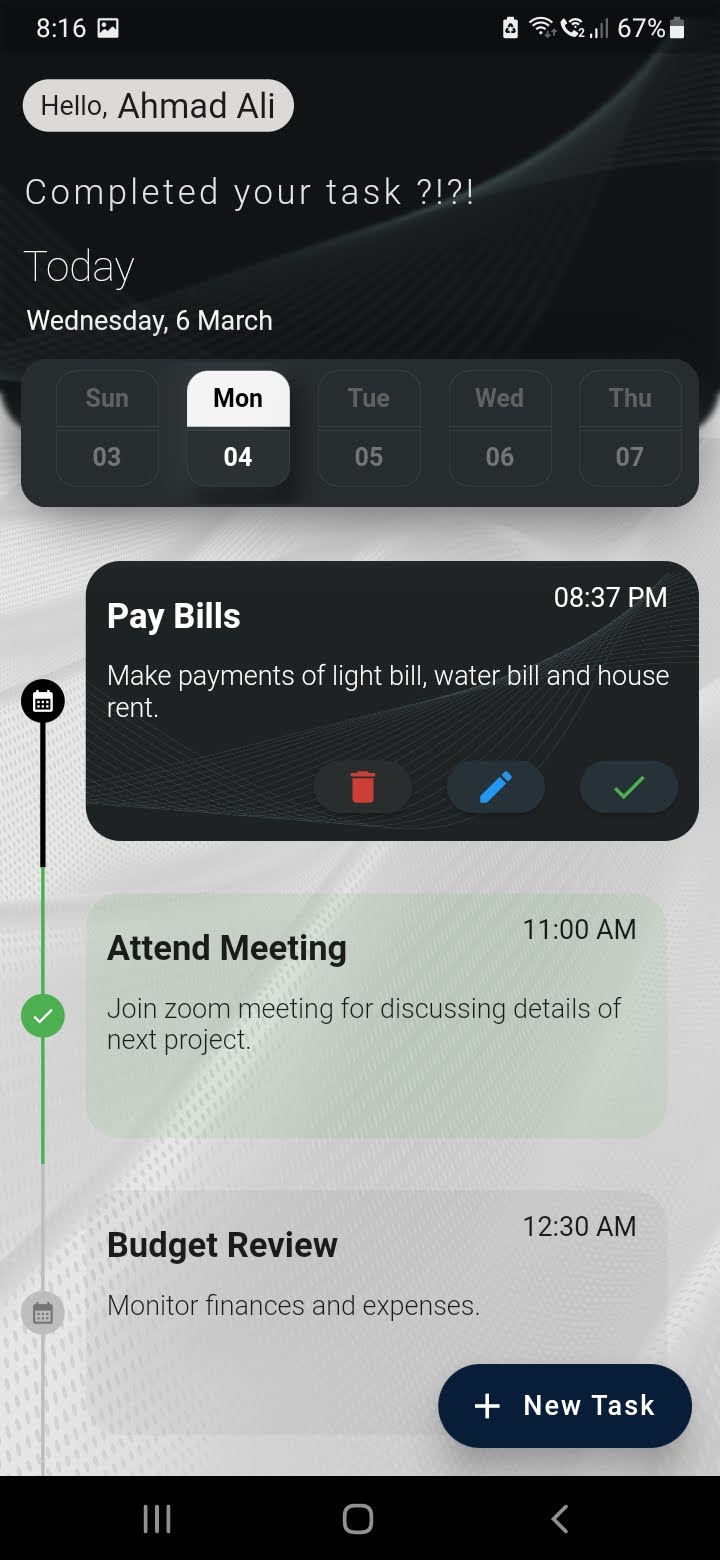 8:16
67%
Hello, Ahmad Ali
Completed your task ?!?!
Today
Wednesday, 6 March
Sun Mon Tue Wed Thu
03 04 05 06 07
Pay Bills
08:37 PM
Make payments of light bill, water bill and house
rent.
Attend Meeting
11:00 AM
Join zoom meeting for discussing details of
next project.
Budget Review
12:30 AM
Monitor finances and expenses.
+ New Task